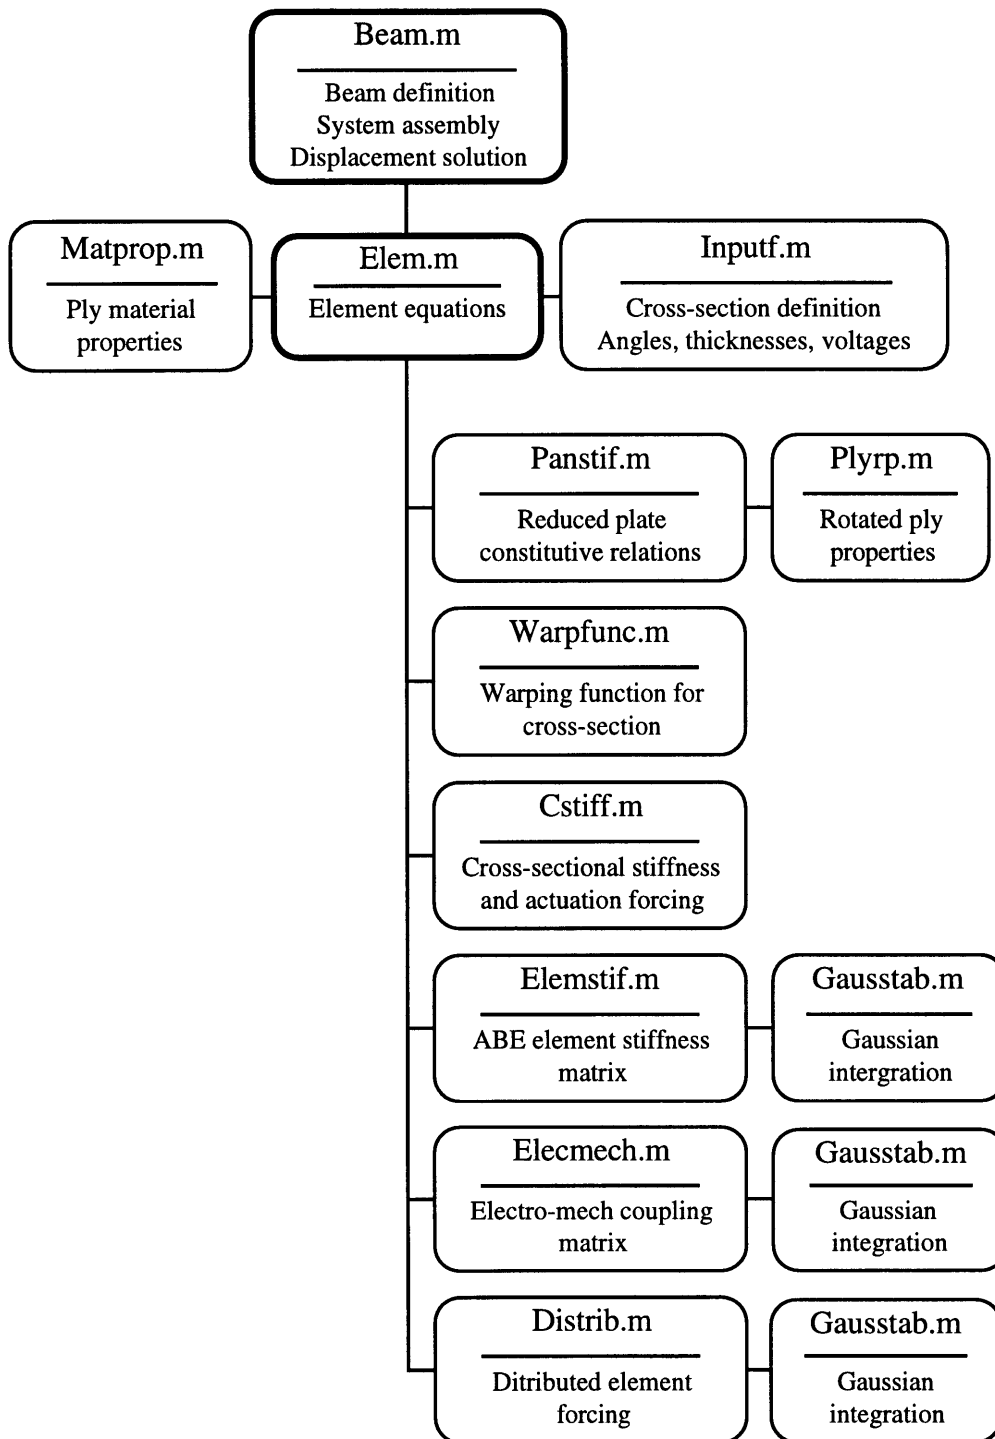 Beam.m
Beam definition
System assembly
Displacement solution
Matprop.m
Ply material
properties
Elem.m
Element equations
Inputf.m
Cross-section definition
Angles, thicknesses, voltages
Panstif.m
Reduced plate
constitutive relations
Plyrp.m
Rotated ply
properties
Warpfunc.m
Warping function for
cross-section
Cstiff.m
Cross-sectional stiffness
and actuation forcing
Elemstif.m
ABE element stiffness
matrix
Gausstab.m
Gaussian
intergration
Elecmech.m
Electro-mech coupling
matrix
Gausstab.m
Gaussian
integration
Distrib.m
Ditributed element
forcing
Gausstab.m
Gaussian
integration